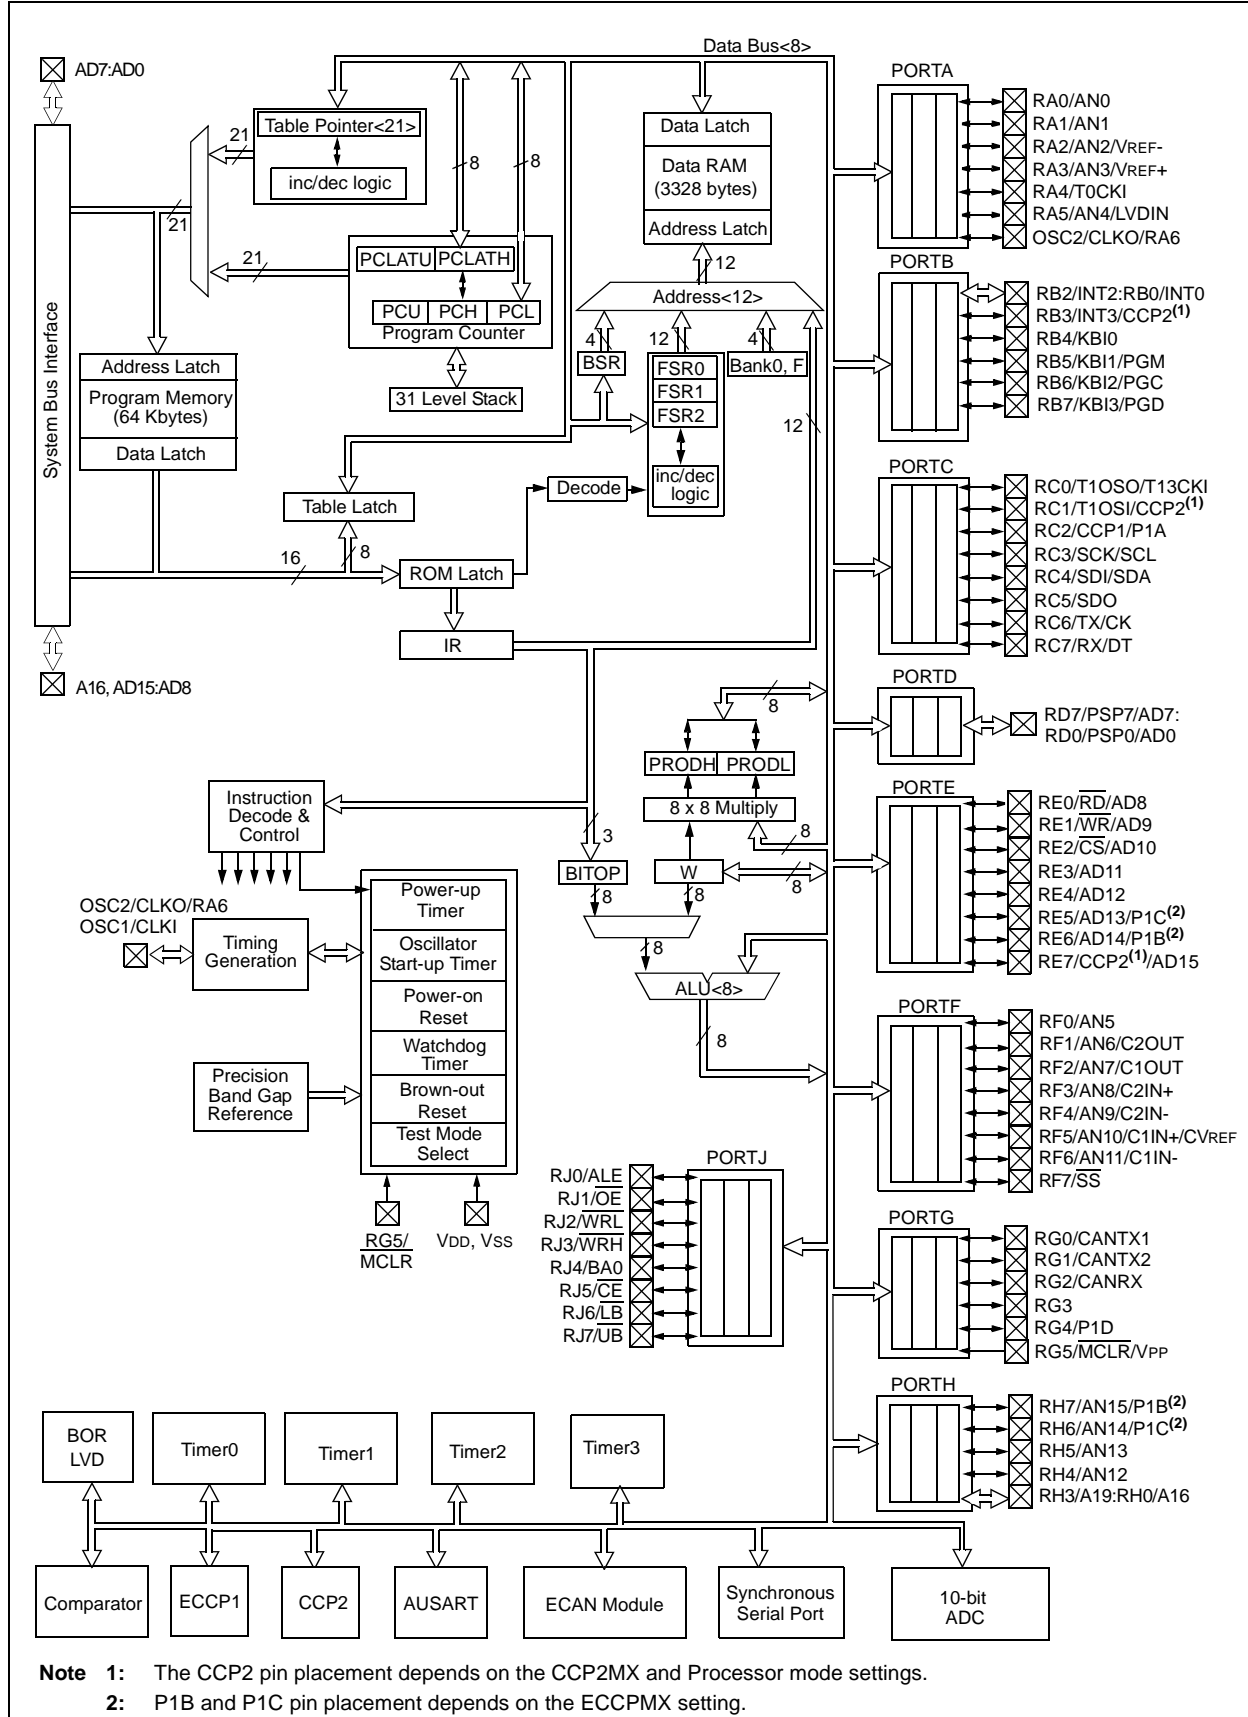 Data Bus<8>
AD7:AD0
System Bus Interface
A16, AD15:AD8
21
Table Pointer<21>
inc/dec logic
21
21
8
8
PCLATU PCLATH
PCU PCH PCL
Program Counter
31 Level Stack
Address Latch
Program Memory
(64 Kbytes)
Data Latch
Data Latch
Data RAM
(3328 bytes)
Address Latch
12
Address<12>
4
12
4
BSR
FSR0
FSR1
FSR2
inc/dec
logic
Bank0, F
12
Table Latch
Decode
16
8
ROM Latch
IR
8
PRODH PRODL
8 x 8 Multiply
8
3
BITOP
W
8
8
8
8
ALU<8>
8
Instruction
Decode &
Control
OSC2/CLKO/RA6
OSC1/CLKI
Timing
Generation
Precision
Band Gap
Reference
Power-up
Timer
Oscillator
Start-up Timer
Power-on
Reset
Watchdog
Timer
Brown-out
Reset
Test Mode
Select
RG5/
MCLR
VDD, VSS
PORTA
RA0/AN0
RA1/AN1
RA2/AN2/VREF-
RA3/AN3/VREF+
RA4/T0CKI
RA5/AN4/LVDIN
OSC2/CLKO/RA6
PORTB
RB2/INT2:RB0/INT0
RB3/INT3/CCP2(1)
RB4/KBI0
RB5/KBI1/PGM
RB6/KBI2/PGC
RB7/KBI3/PGD
PORTC
RC0/T1OSO/T13CKI
RC1/T1OSI/CCP2(1)
RC2/CCP1/P1A
RC3/SCK/SCL
RC4/SDI/SDA
RC5/SDO
RC6/TX/CK
RC7/RX/DT
PORTD
RD7/PSP7/AD7:
RD0/PSP0/AD0
PORTE
RE0/RD/AD8
RE1/WR/AD9
RE2/CS/AD10
RE3/AD11
RE4/AD12
RE5/AD13/P1C(2)
RE6/AD14/P1B(2)
RE7/CCP2(1)/AD15
PORTF
RF0/AN5
RF1/AN6/C2OUT
RF2/AN7/C1OUT
RF3/AN8/C2IN+
RF4/AN9/C2IN-
RF5/AN10/C1IN+/CVREF
RF6/AN11/C1IN-
RF7/SS
PORTJ
RJ0/ALE
RJ1/OE
RJ2/WRL
RJ3/WRH
RJ4/BA0
RJ5/CE
RJ6/LB
RJ7/UB
PORTG
RG0/CANTX1
RG1/CANTX2
RG2/CANRX
RG3
RG4/P1D
RG5/MCLR/VPP
PORTH
RH7/AN15/P1B(2)
RH6/AN14/P1C(2)
RH5/AN13
RH4/AN12
RH3/A19:RH0/A16
BOR
LVD
Timer0
Timer1
Timer2
Timer3
Comparator
ECCP1
CCP2
AUSART
ECAN Module
Synchronous
Serial Port
10-bit
ADC
Note 1: The CCP2 pin placement depends on the CCP2MX and Processor mode settings.
2: P1B and P1C pin placement depends on the ECCPMX setting.